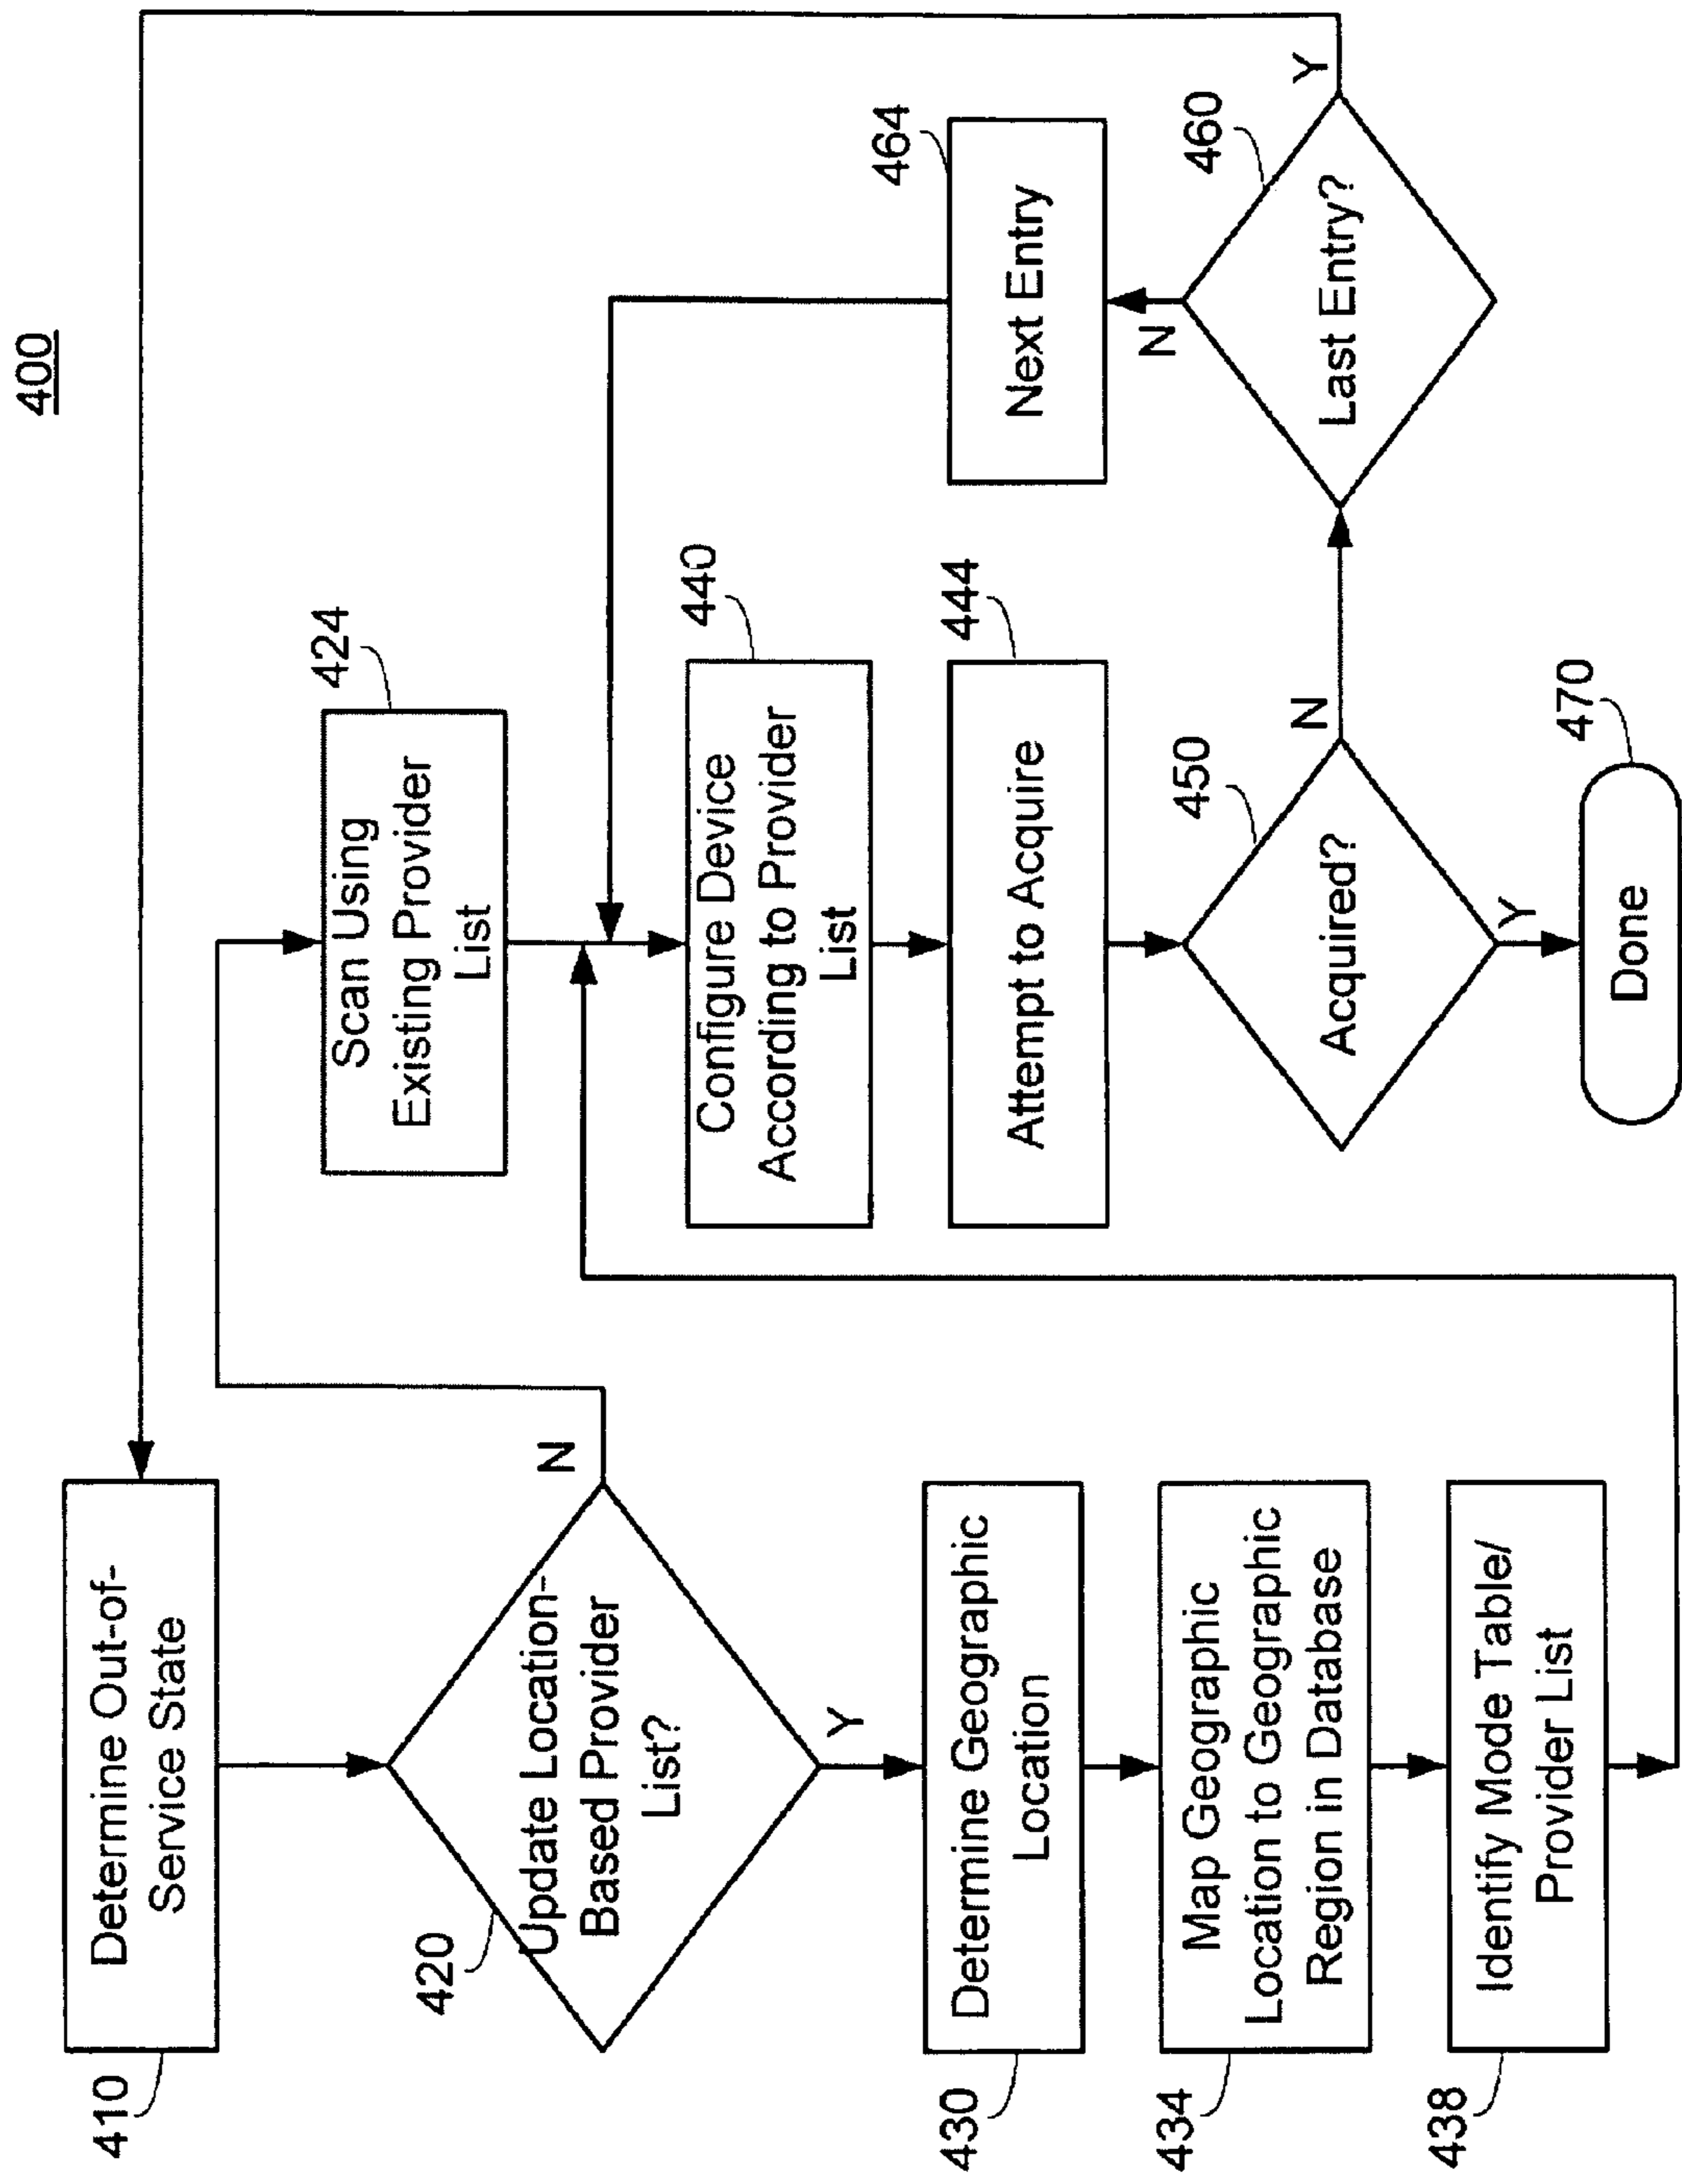 400
410
Determine Out-of-
Service State
420
Update Location-
Based Provider
List?
N
Y
430
Determine Geographic
Location
434
Map Geographic
Location to Geographic
Region in Database
438
Identify Mode Table/
Provider List
424
Scan Using
Existing Provider
List
440
Configure Device
According to Provider
List
444
Attempt to Acquire
450
Acquired?
N
Y
470
Done
464
Next Entry
460
Last Entry?
N
Y